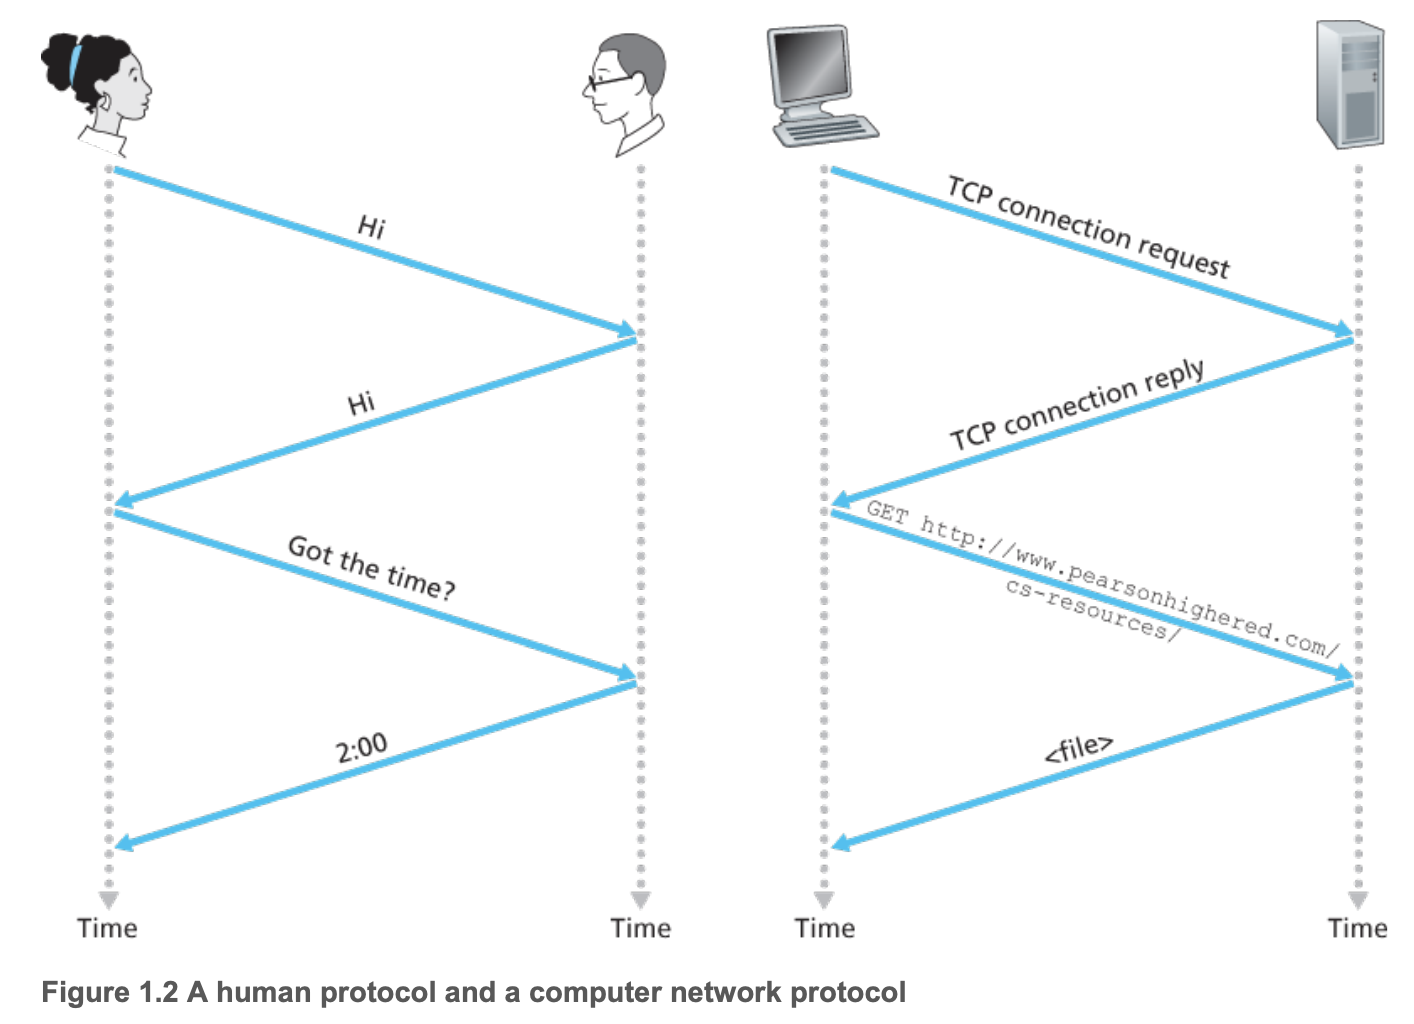 Hi
Hi
Got the time?
2:00
Time
Time
TCP connection request
TCP connection reply
GET http://www.pearsonhighered.com/
cs-resources/
<file>
Time
Time
Figure 1.2 A human protocol and a computer network protocol